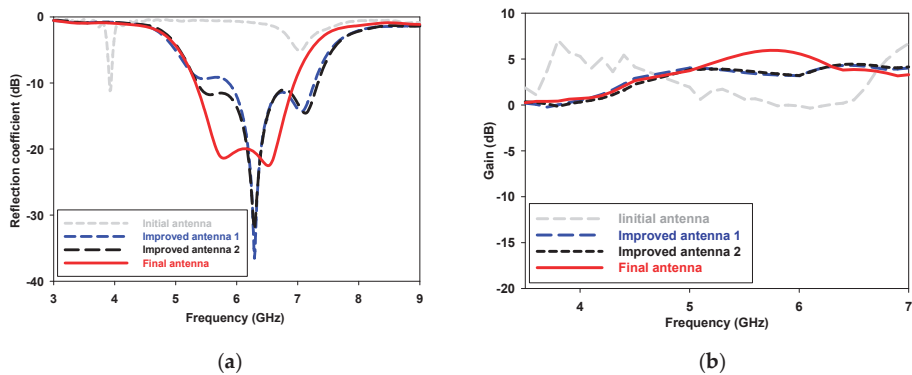 0
-10
-20
-30
-40
Reflection coefficient (dB)
Initial antenna
Improved antenna 1
Improved antenna 2
Final antenna
3 4 5 6 7 8 9
Frequency (GHz)
(a)
10
5
0
-5
-10
-15
-20
Gain (dB)
Iinitial antenna
Improved antenna 1
Improved antenna 2
Final antenna
4 5 6 7
Frequency (GHz)
(b)